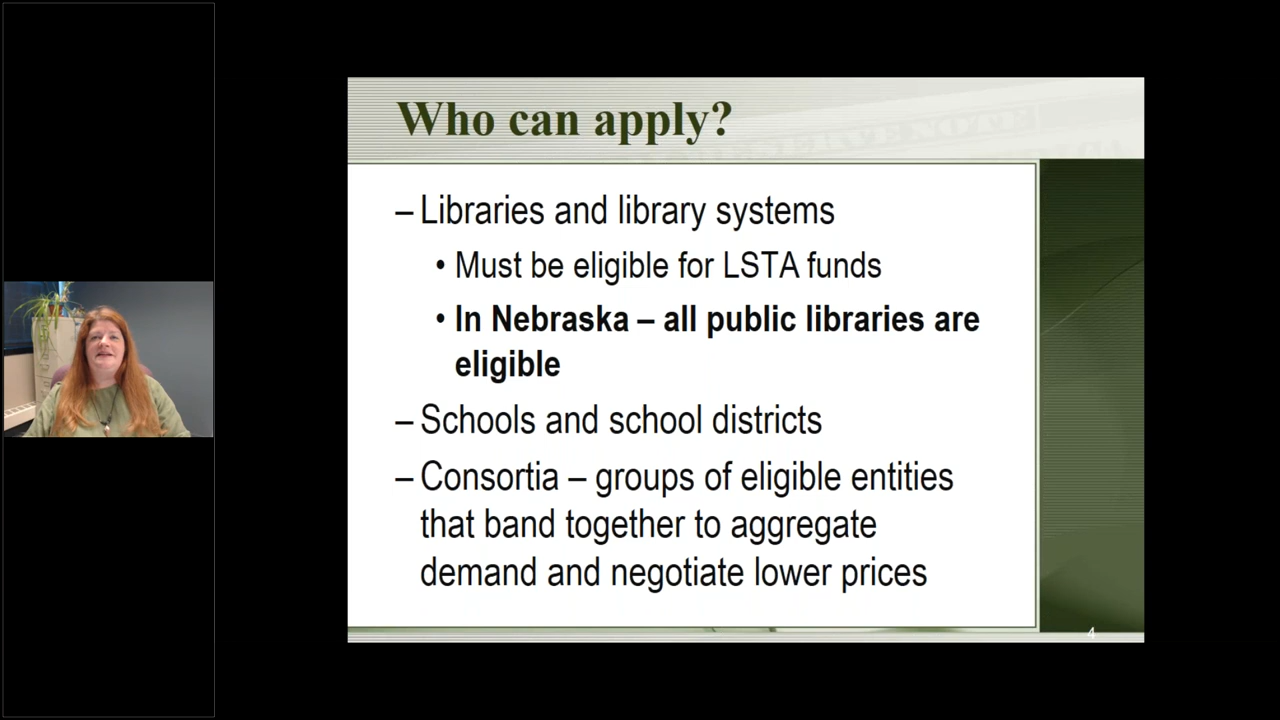 Who can apply?
– Libraries and library systems
• Must be eligible for LSTA funds
• In Nebraska – all public libraries are
eligible
– Schools and school districts
– Consortia – groups of eligible entities
that band together to aggregate
demand and negotiate lower prices
4